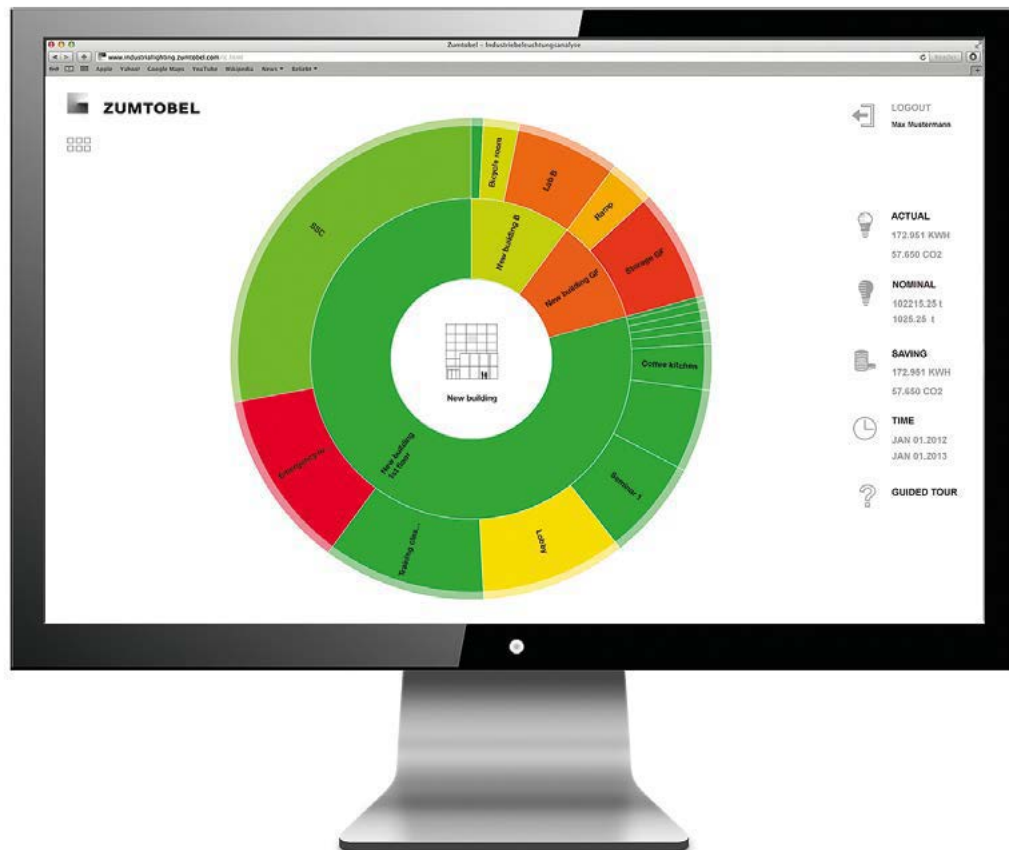 Zumtobel – Industriebeleuchtungsanalyse
www.industriallighting.zumtobel.com
Reader
Apple Yahoo! Google Maps YouTube Wikipedia News Beliebt
ZUMTOBEL
LOGOUT
Max Mustermann
ACTUAL
172.951 KWH
57.650 CO2
NOMINAL
102215.25 t
1025.25 t
SAVING
172.951 KWH
57.650 CO2
TIME
JAN 01.2012
JAN 01.2013
GUIDED TOUR
SSC
Bicycle room
Lab B
Ramp
Storage GF
New building B
New building GF
Coffee kitchen
Seminar 1
Lobby
Training clas...
New building
1st floor
New building